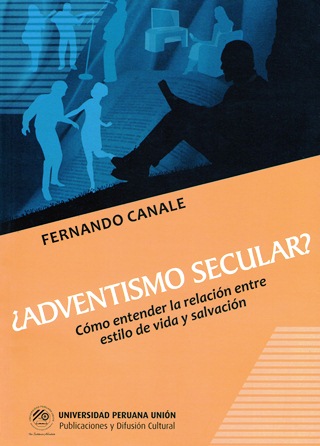 FERNANDO CANALE
¿ADVENTISMO SECULAR?
Cómo entender la relación entre
estilo de vida y salvación
UNIVERSIDAD PERUANA UNIÓN
Publicaciones y Difusión Cultural